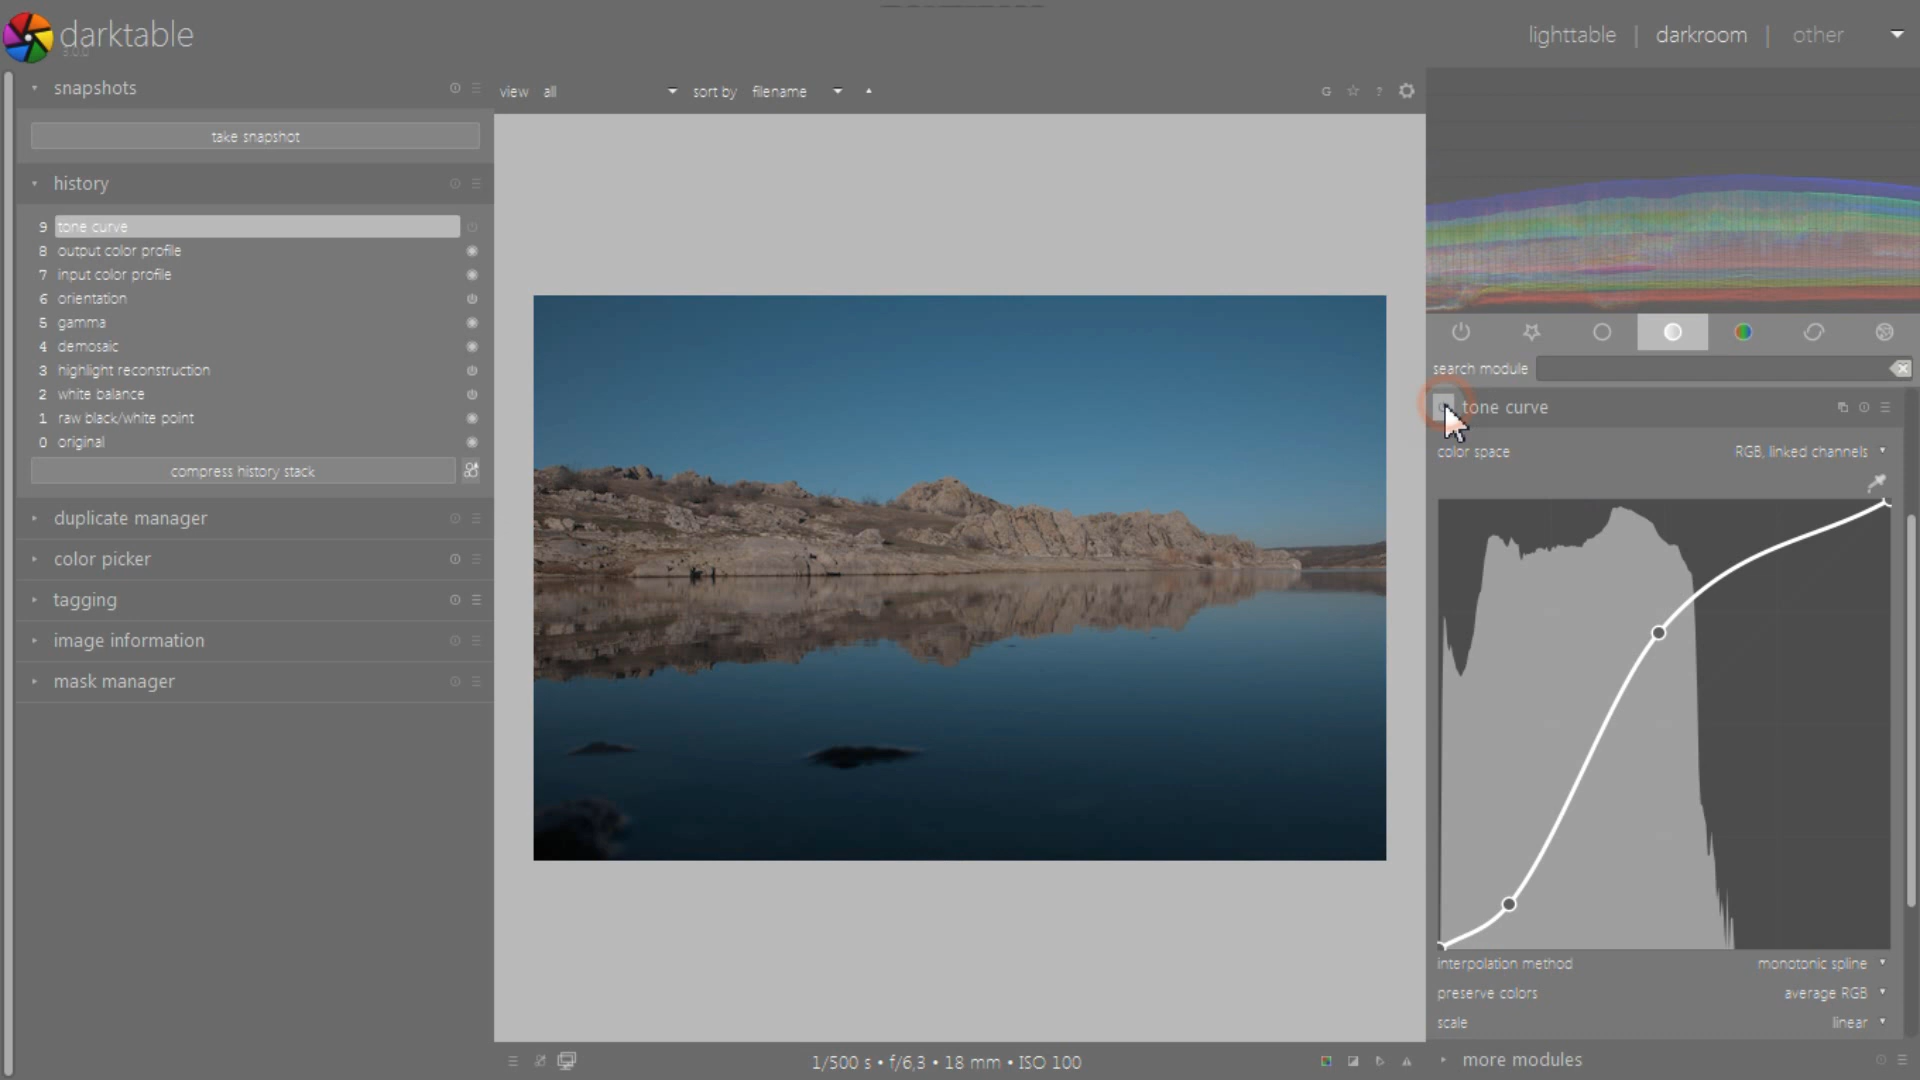 darktable
3.0.0
lighttable | darkroom | other
snapshots
take snapshot
history
9 tone curve
8 output color profile
7 input color profile
6 orientation
5 gamma
4 demosaic
3 highlight reconstruction
2 white balance
1 raw black/white point
0 original
compress history stack
duplicate manager
color picker
tagging
image information
mask manager
view all sort by filename
G ?
1/500 s • f/6,3 • 18 mm • ISO 100
search module
tone curve
color space RGB, linked channels
interpolation method monotonic spline
preserve colors average RGB
scale linear
more modules